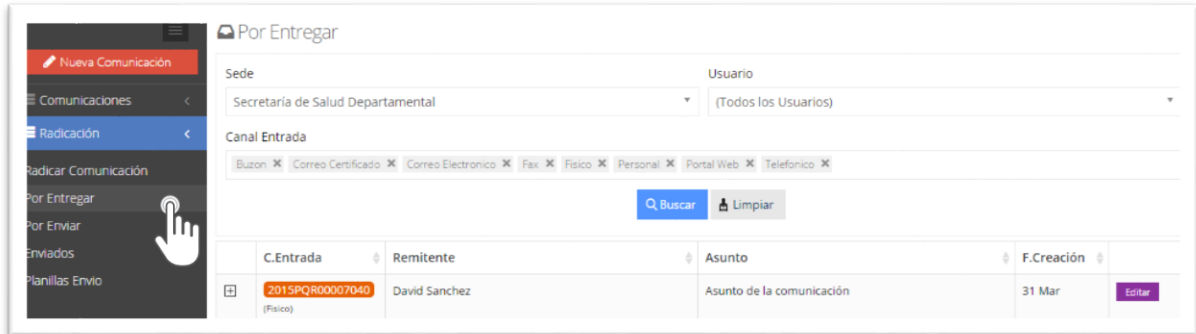 Nueva Comunicación
Comunicaciones
Radicación
Radicar Comunicación
Por Entregar
Por Enviar
Enviados
Planillas Envio
Por Entregar
Sede
Usuario
Secretaría de Salud Departamental
(Todos los Usuarios)
Canal Entrada
Buzon Correo Certificado Correo Electronico Fax Fisico Personal Portal Web Telefonico
Buscar Limpiar
C.Entrada Remitente Asunto F.Creación
2015PQR00007040 David Sanchez Asunto de la comunicación 31 Mar Editar
(Fisico)